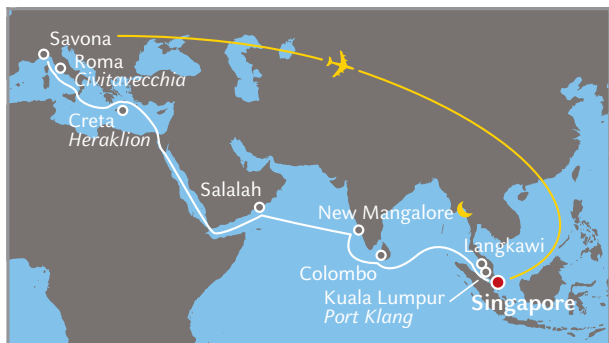 Savona
Roma
Civitavecchia
Creta
Heraklion
Salalah
New Mangalore
Langkawi
Colombo
Kuala Lumpur
Port Klang
Singapore